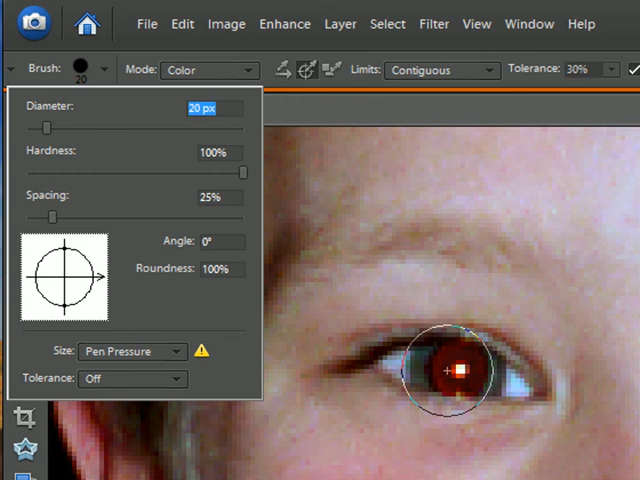 File Edit Image Enhance Layer Select Filter View Window Help
Brush: 20 Mode: Color Limits: Contiguous Tolerance: 30%
Diameter: 20 px
Hardness: 100%
Spacing: 25%
Angle: 0°
Roundness: 100%
Size: Pen Pressure
Tolerance: Off